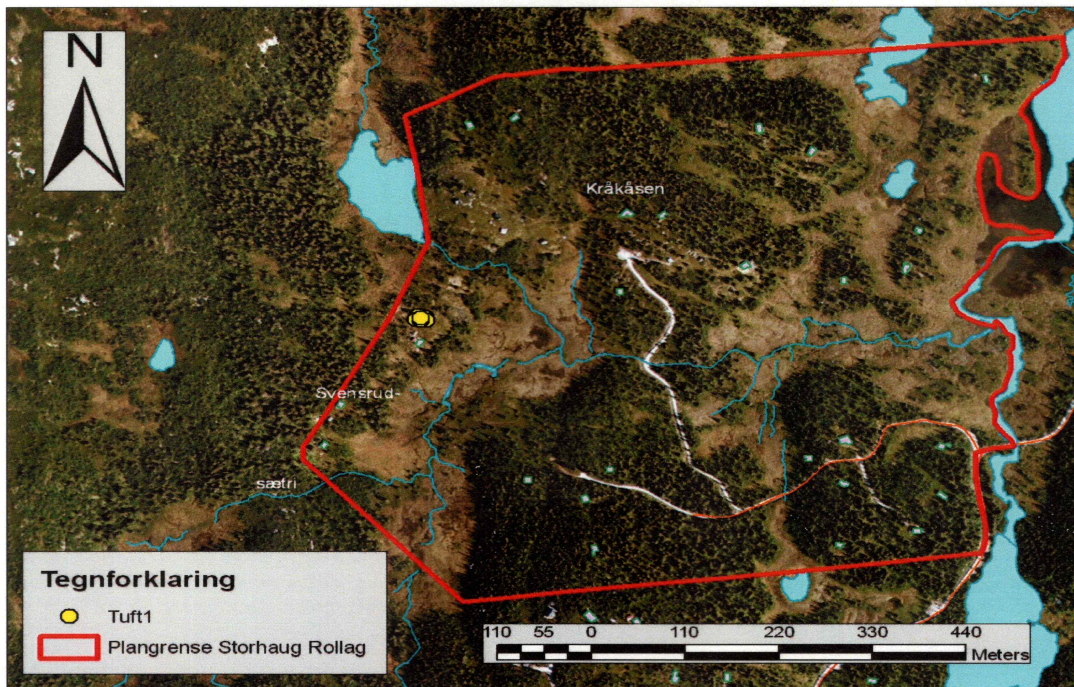 N
Kråkåsen
Svensrud-
sætri
Tegnforklaring
Tuft1
Plangrense Storhaug Rollag
110 55 0 110 220 330 440
Meters